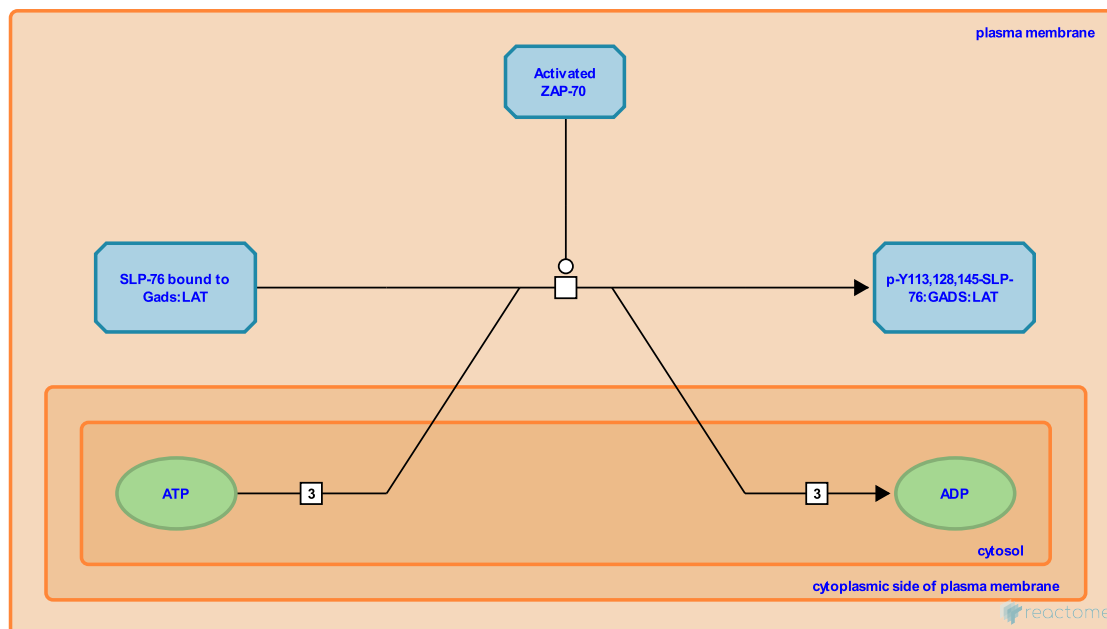 plasma membrane
Activated
ZAP-70
SLP-76 bound to
Gads:LAT
p-Y113,128,145-SLP-
76:GADS:LAT
ATP
3
3
ADP
cytosol
cytoplasmic side of plasma membrane
reactome